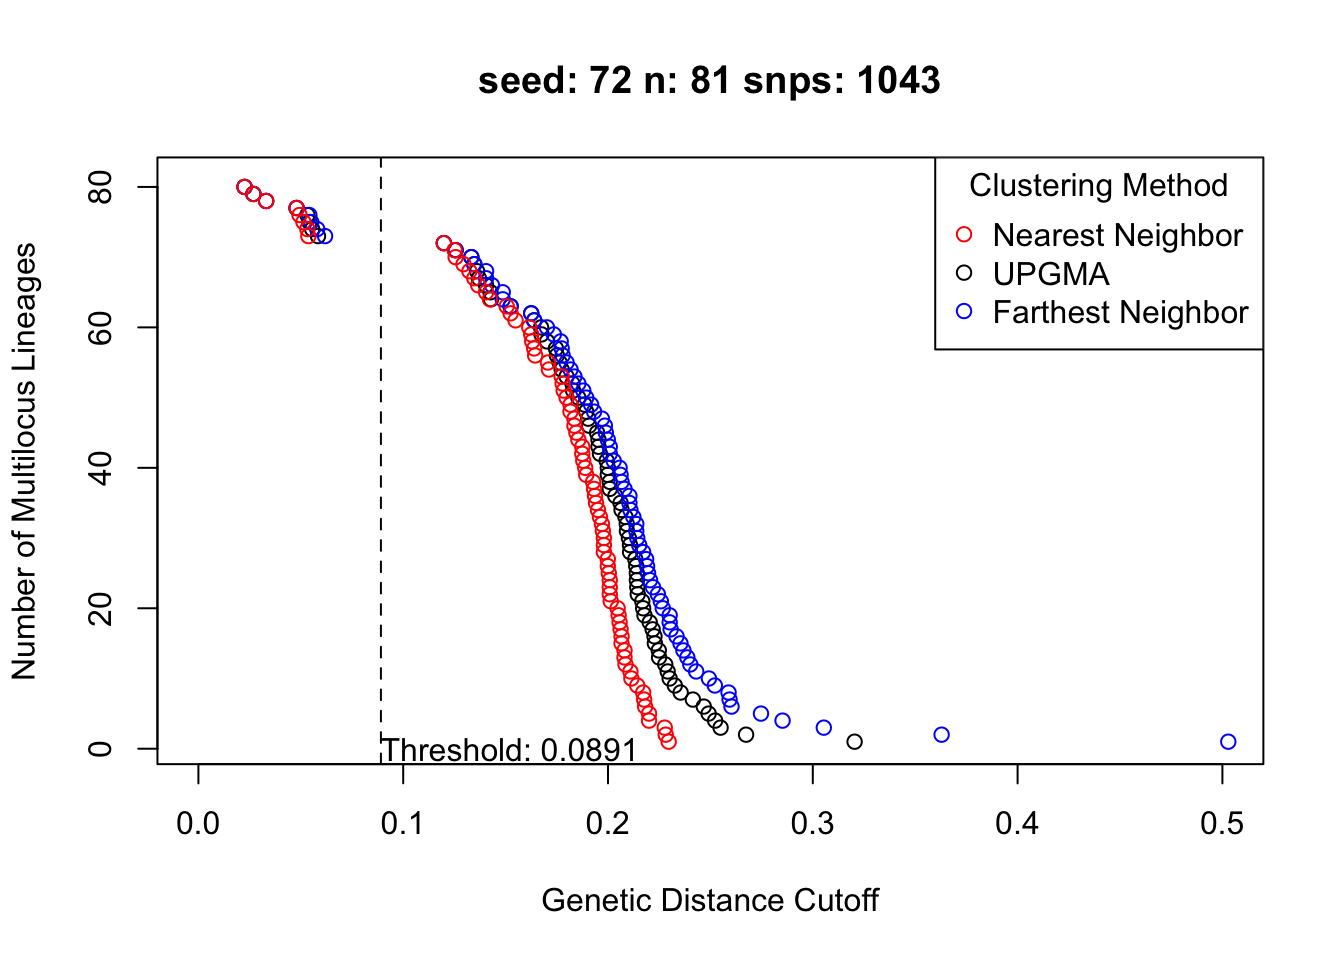 seed: 72 n: 81 snps: 1043
Number of Multilocus Lineages
80
60
40
20
0
Clustering Method
Nearest Neighbor
UPGMA
Farthest Neighbor
Threshold: 0.0891
0.0 0.1 0.2 0.3 0.4 0.5
Genetic Distance Cutoff